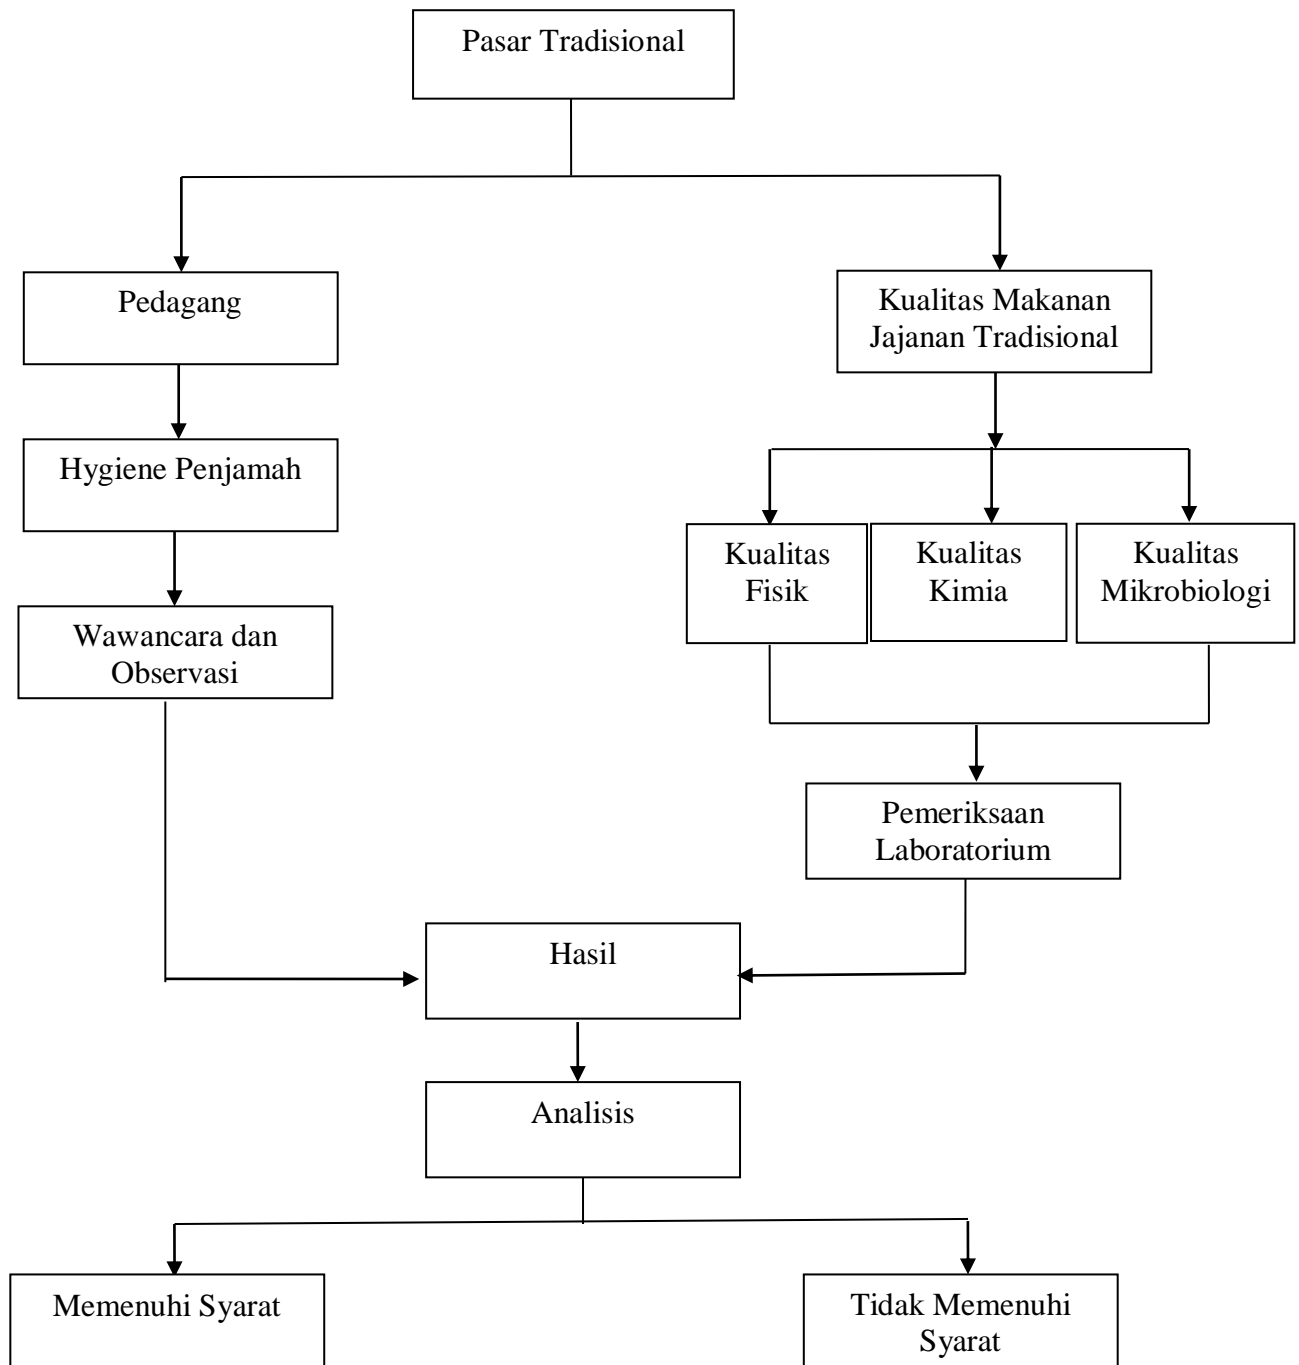 Pasar Tradisional
Pedagang
Kualitas Makanan
Jajanan Tradisional
Hygiene Penjamah
Kualitas
Fisik
Kualitas
Kimia
Kualitas
Mikrobiologi
Wawancara dan
Observasi
Pemeriksaan
Laboratorium
Hasil
Analisis
Memenuhi Syarat
Tidak Memenuhi
Syarat